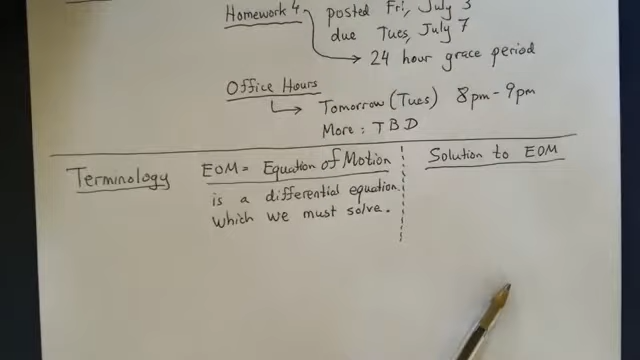 Homework 4
posted Fri, July 3
due Tues, July 7
24 hour grace period
Office Hours
Tomorrow (Tues) 8pm - 9pm
More : TBD
Terminology
EOM = Equation of Motion
is a differential equation
which we must solve.
Solution to EOM